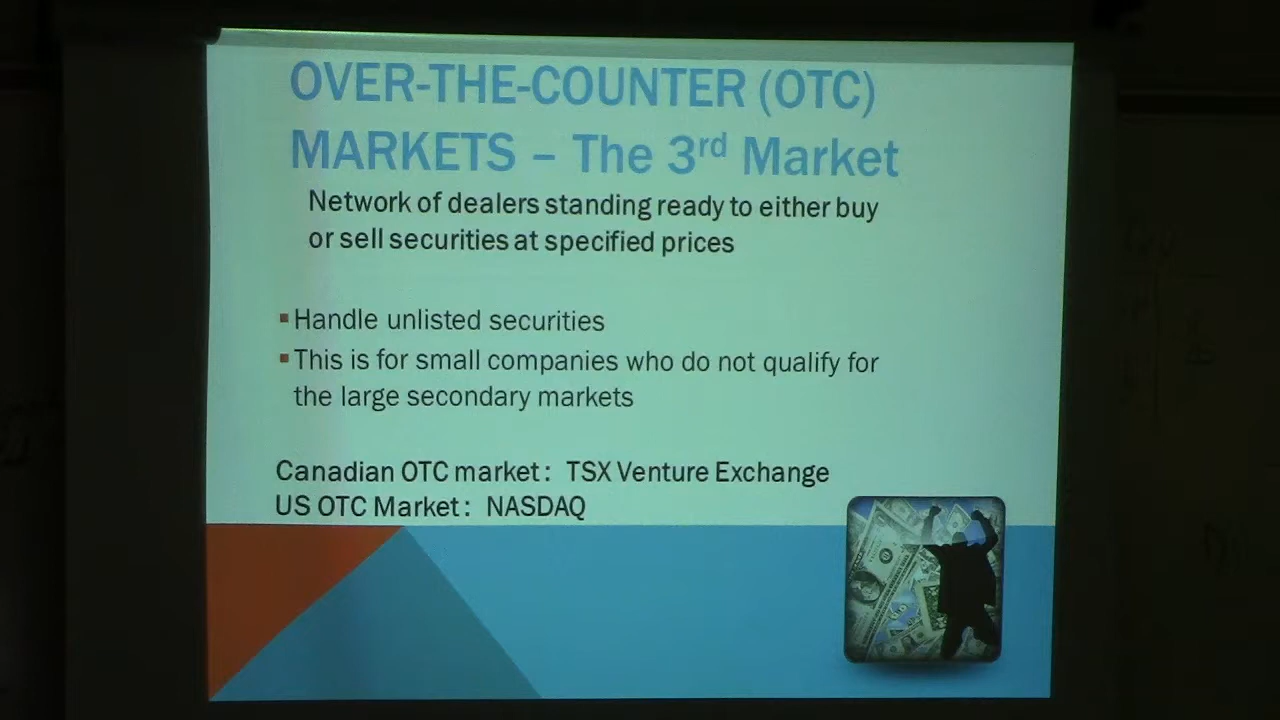 OVER-THE-COUNTER (OTC)
MARKETS – The 3rd Market
Network of dealers standing ready to either buy
or sell securities at specified prices
▪Handle unlisted securities
▪This is for small companies who do not qualify for
the large secondary markets
Canadian OTC market: TSX Venture Exchange
US OTC Market: NASDAQ